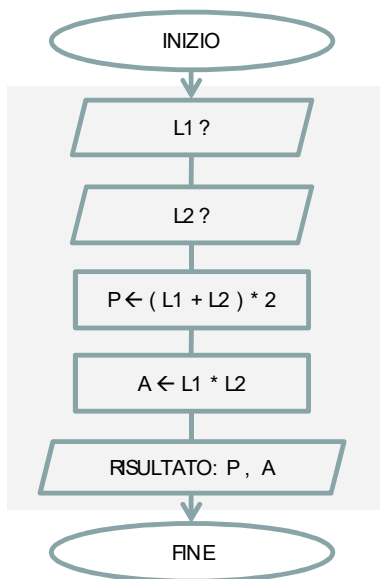 INIZIO
L1 ?
L2 ?
P ← ( L1 + L2 ) * 2
A ← L1 * L2
RISULTATO: P , A
FINE